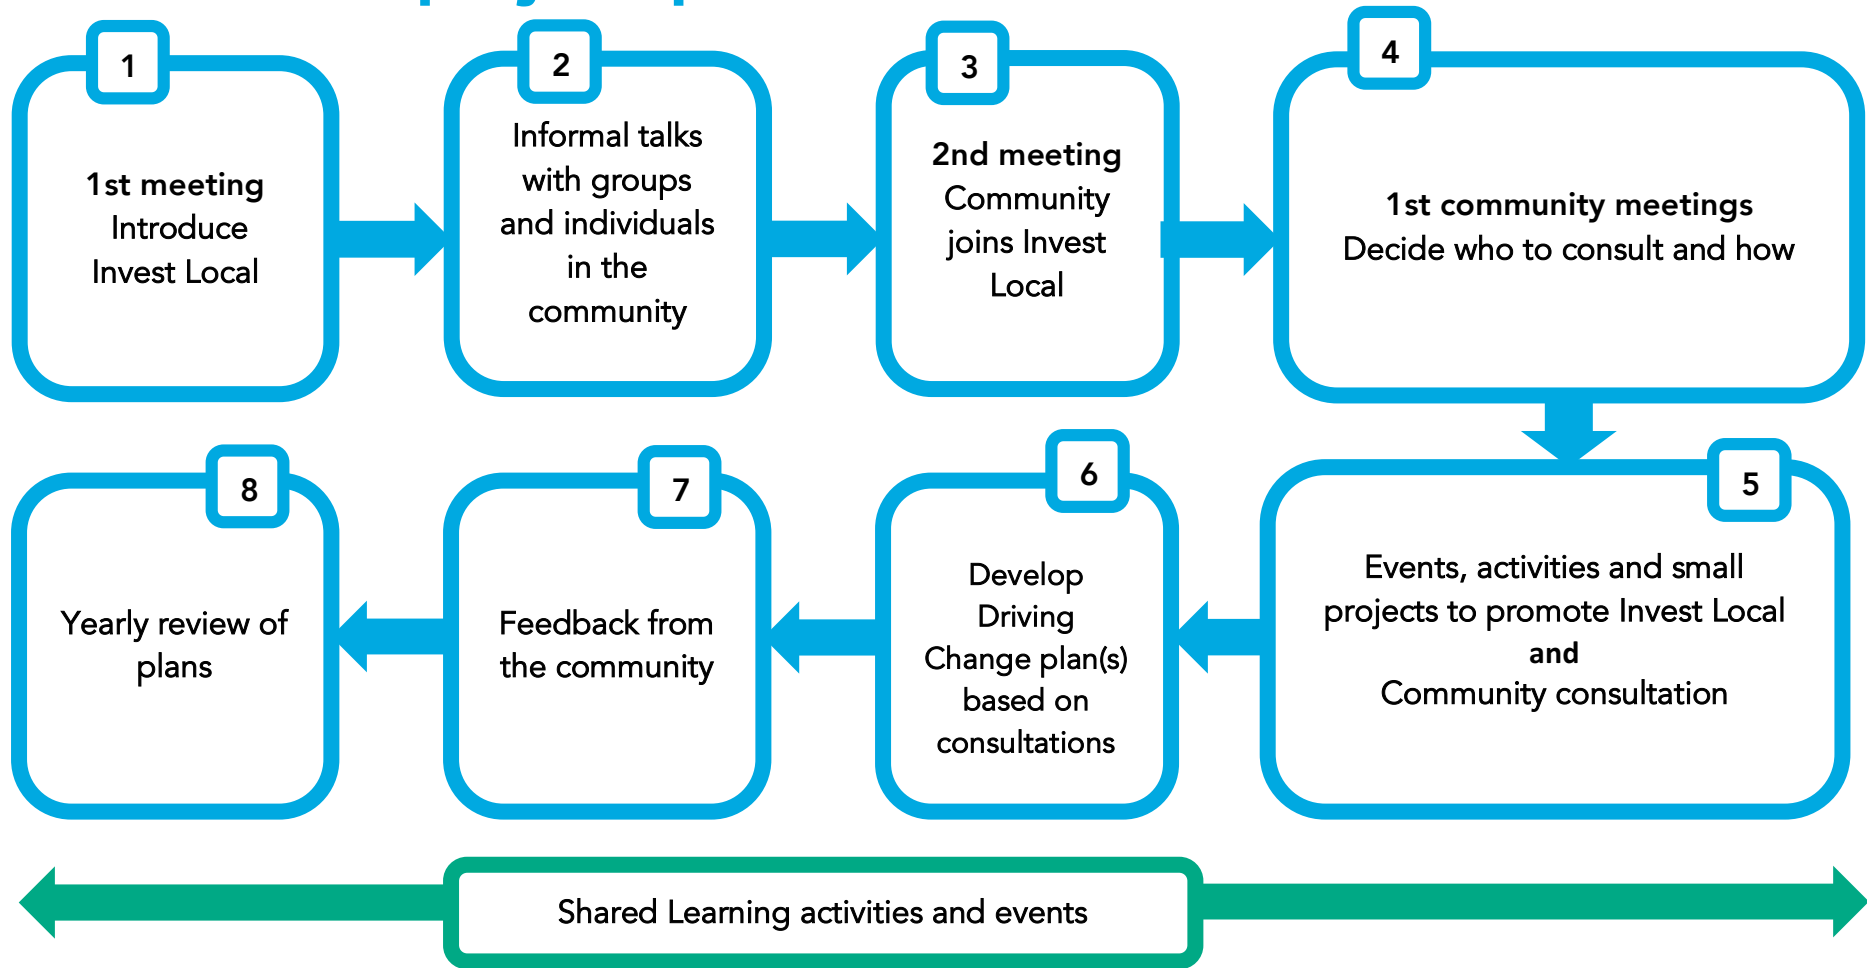 1
1st meeting
Introduce
Invest Local
2
Informal talks
with groups
and individuals
in the
community
3
2nd meeting
Community
joins Invest
Local
4
1st community meetings
Decide who to consult and how
5
Events, activities and small
projects to promote Invest Local
and
Community consultation
6
Develop
Driving
Change plan(s)
based on
consultations
7
Feedback from
the community
8
Yearly review of
plans
Shared Learning activities and events